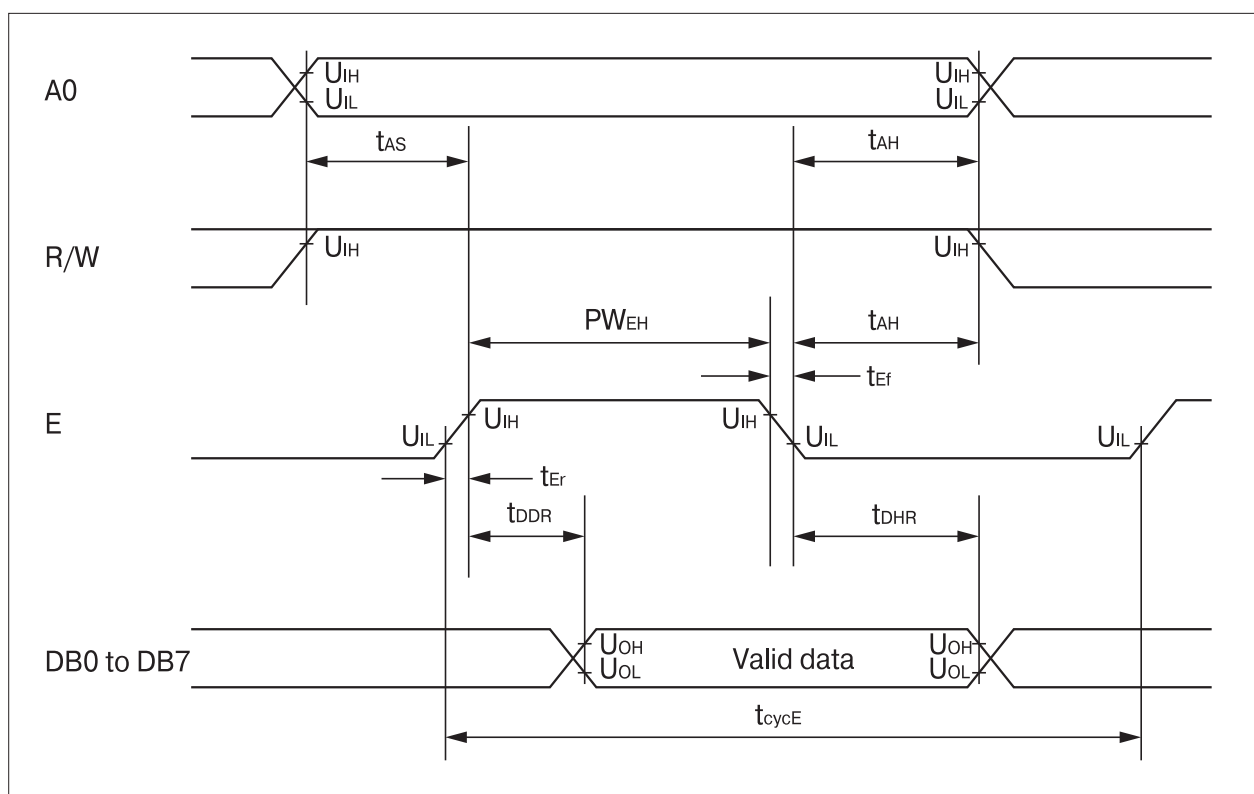 A0
UIH
UIL
UIH
UIL
tAS
tAH
R/W
UIH
UIH
PWEH
tAH
tEf
E
UIL
UIH
UIH
UIL
UIL
tEr
tDDR
tDHR
DB0 to DB7
UOH
UOL
Valid data
UOH
UOL
tcycE